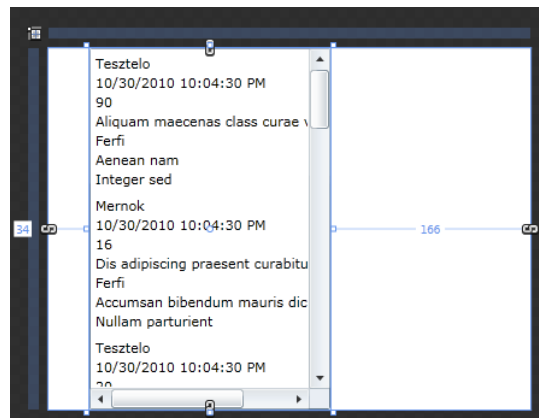 Tesztelo
10/30/2010 10:04:30 PM
90
Aliquam maecenas class curae
Ferfi
Aenean nam
Integer sed
Mernok
10/30/2010 10:04:30 PM
16
Dis adipiscing praesent curabitu
Ferfi
Accumsan bibendum mauris dic
Nullam parturient
Tesztelo
10/30/2010 10:04:30 PM
34
166